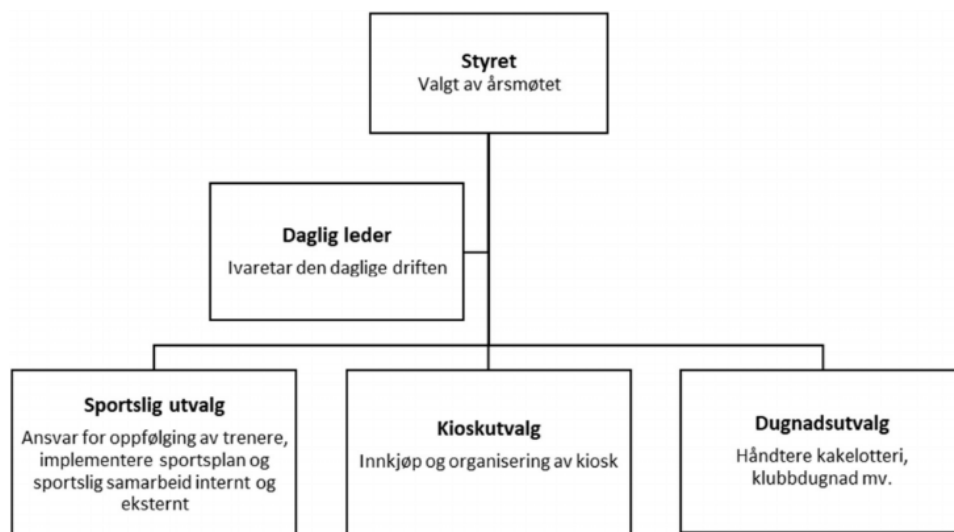 Styret
Valgt av årsmøtet
Daglig leder
Ivaretar den daglige driften
Sportslig utvalg
Ansvar for oppfølging av trenere,
implementere sportsplan og
sportslig samarbeid internt og
eksternt
Kioskutvalg
Innkjøp og organisering av kiosk
Dugnadsutvalg
Håndtere kakelotteri,
klubbdugnad mv.